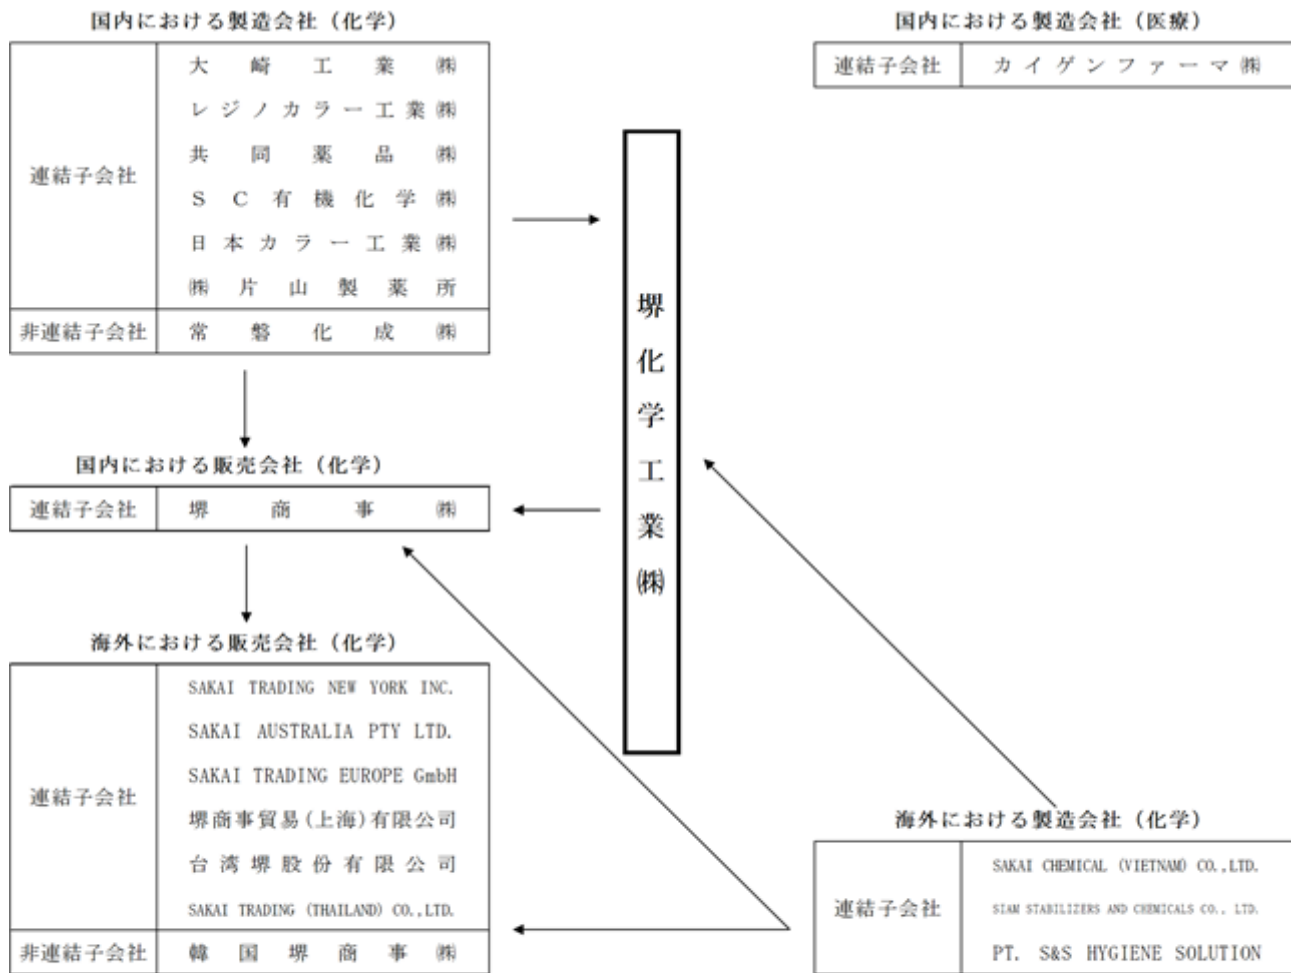 国内における製造会社（化学）
連結子会社
大崎工業㈱
レジノカラー工業㈱
共同薬品㈱
ＳＣ有機化学㈱
日本カラー工業㈱
㈱片山製薬所
非連結子会社
常磐化成㈱
国内における販売会社（化学）
連結子会社
堺商事㈱
海外における販売会社（化学）
連結子会社
SAKAI TRADING NEW YORK INC.
SAKAI AUSTRALIA PTY LTD.
SAKAI TRADING EUROPE GmbH
堺商事貿易(上海)有限公司
台湾堺股份有限公司
SAKAI TRADING (THAILAND) CO.,LTD.
非連結子会社
韓国堺商事㈱
堺化学工業㈱
国内における製造会社（医療）
連結子会社
カイゲンファーマ㈱
海外における製造会社（化学）
連結子会社
SAKAI CHEMICAL (VIETNAM) CO.,LTD.
SIAM STABILIZERS AND CHEMICALS CO., LTD.
PT. S&S HYGIENE SOLUTION